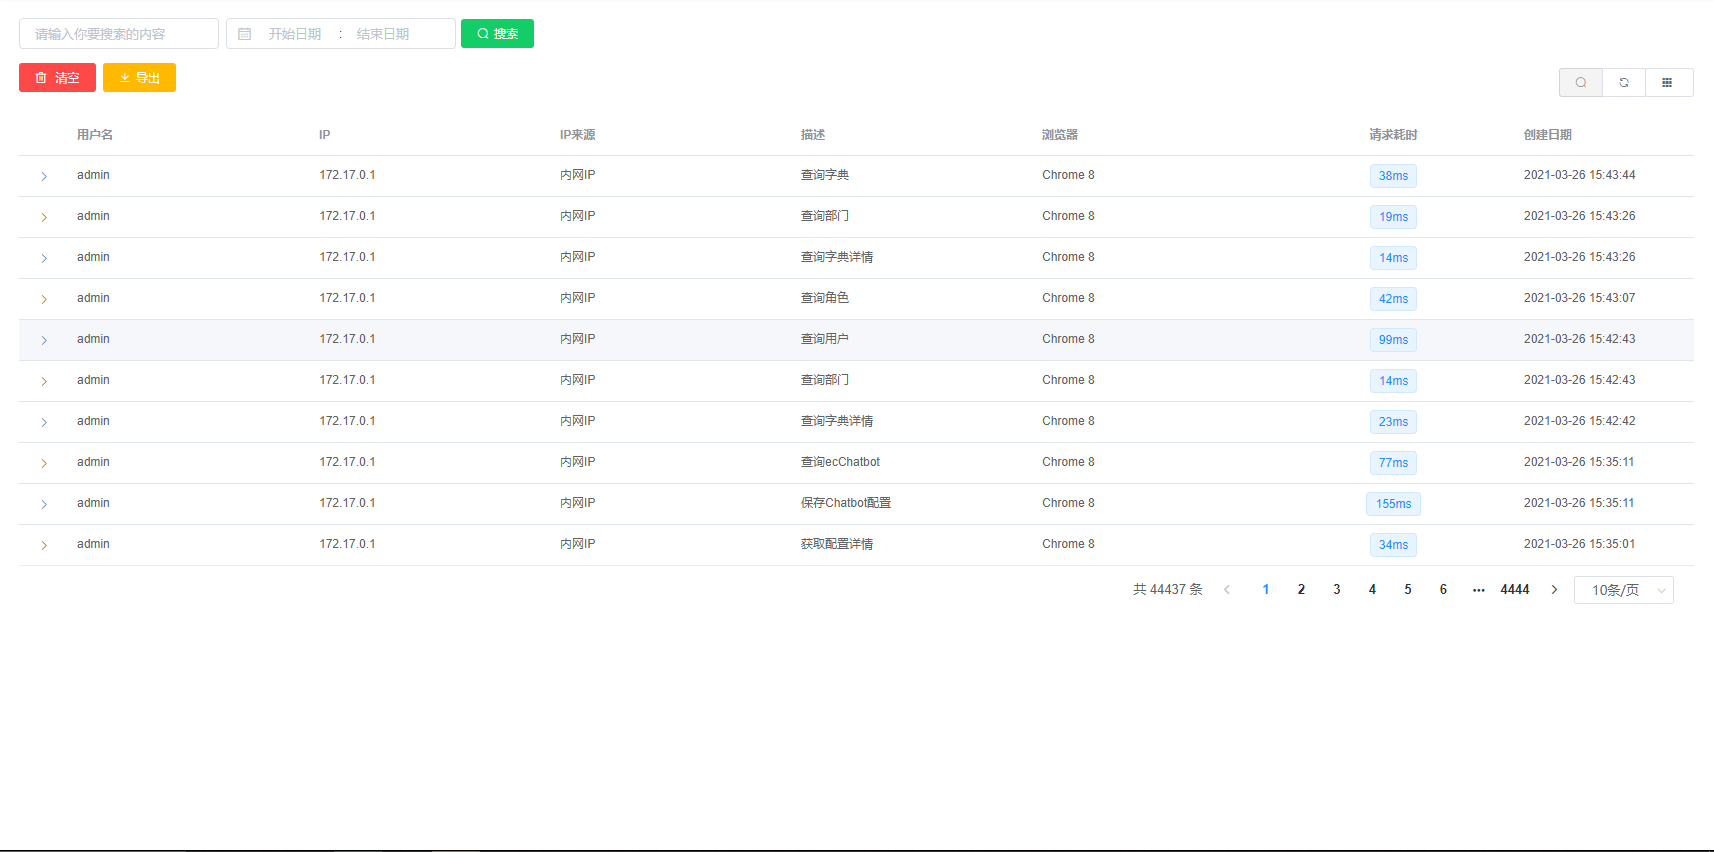 请输入你要搜索的内容 开始日期 : 结束日期 搜索
清空 导出
用户名 IP IP来源 描述 浏览器 请求耗时 创建日期
admin 172.17.0.1 内网IP 查询字典 Chrome 8 38ms 2021-03-26 15:43:44
admin 172.17.0.1 内网IP 查询部门 Chrome 8 19ms 2021-03-26 15:43:26
admin 172.17.0.1 内网IP 查询字典详情 Chrome 8 14ms 2021-03-26 15:43:26
admin 172.17.0.1 内网IP 查询角色 Chrome 8 42ms 2021-03-26 15:43:07
admin 172.17.0.1 内网IP 查询用户 Chrome 8 99ms 2021-03-26 15:42:43
admin 172.17.0.1 内网IP 查询部门 Chrome 8 14ms 2021-03-26 15:42:43
admin 172.17.0.1 内网IP 查询字典详情 Chrome 8 23ms 2021-03-26 15:42:42
admin 172.17.0.1 内网IP 查询ecChatbot Chrome 8 77ms 2021-03-26 15:35:11
admin 172.17.0.1 内网IP 保存Chatbot配置 Chrome 8 155ms 2021-03-26 15:35:11
admin 172.17.0.1 内网IP 获取配置详情 Chrome 8 34ms 2021-03-26 15:35:01
共 44437 条 1 2 3 4 5 6 ••• 4444 10条/页